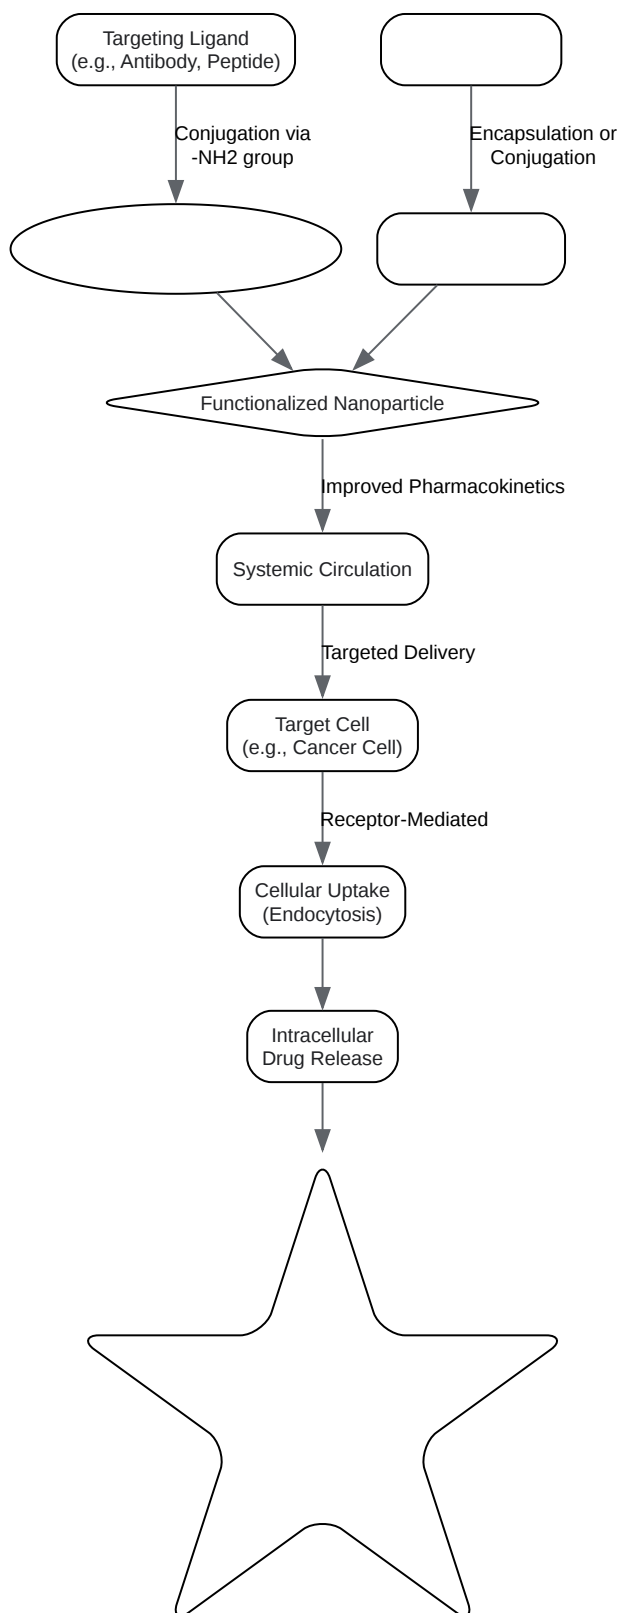 Targeting Ligand
(e.g., Antibody, Peptide)
Conjugation via
-NH2 group
Encapsulation or
Conjugation
Functionalized Nanoparticle
Improved Pharmacokinetics
Systemic Circulation
Targeted Delivery
Target Cell
(e.g., Cancer Cell)
Receptor-Mediated
Cellular Uptake
(Endocytosis)
Intracellular
Drug Release